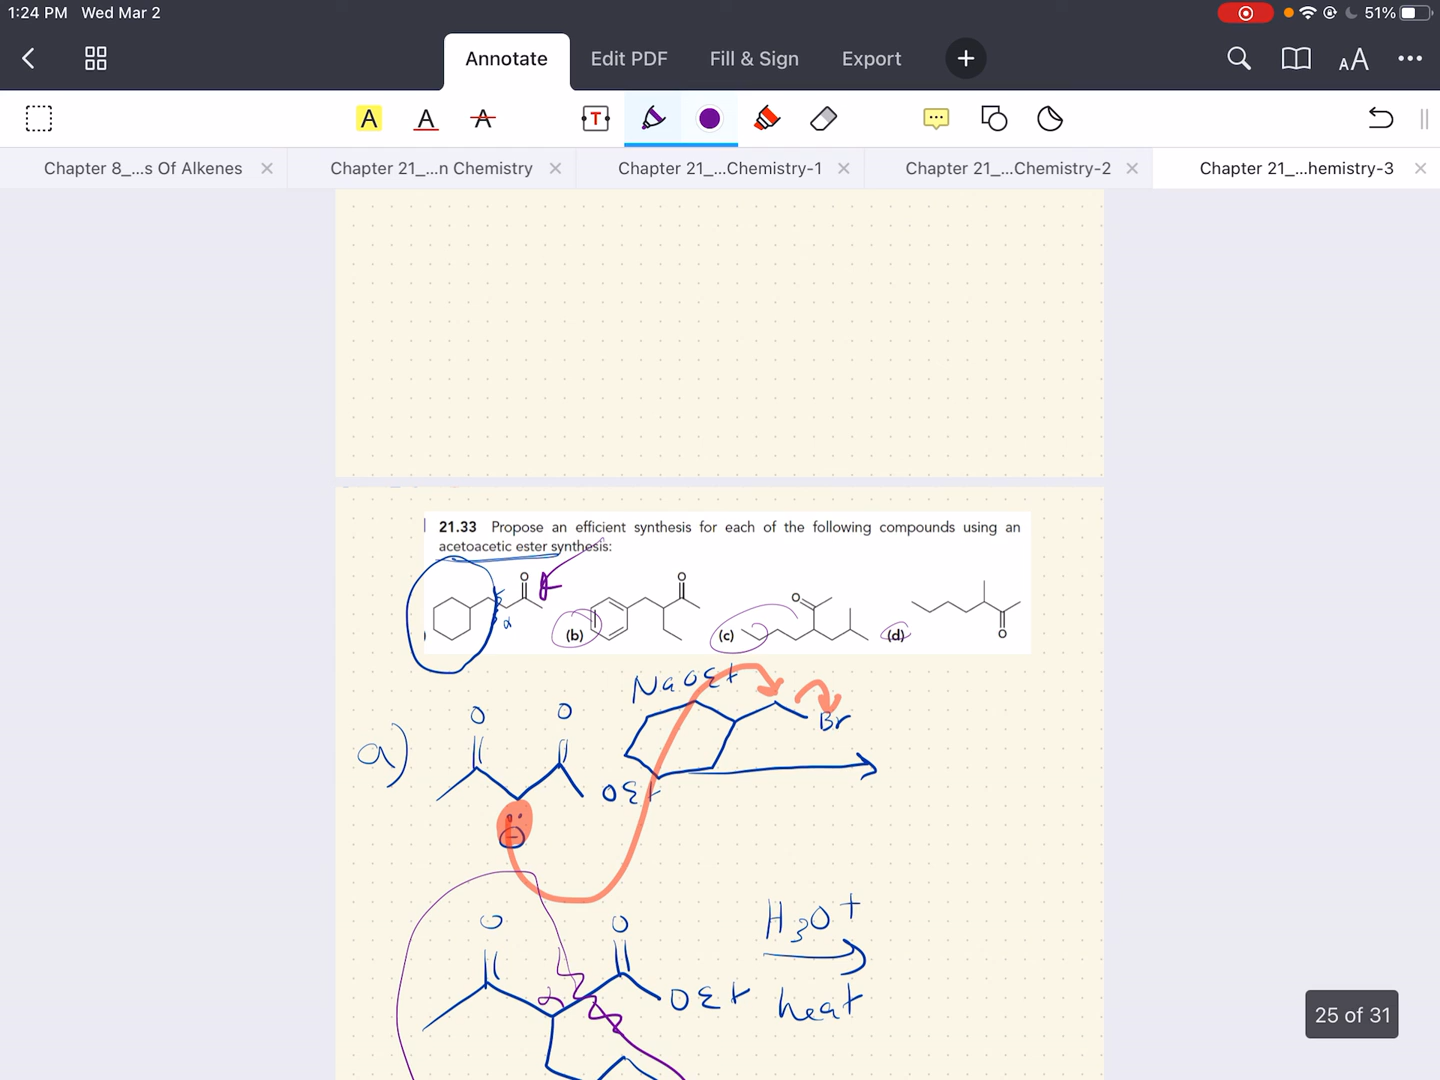 1:24 PM Wed Mar 2
51%
Annotate
Edit PDF
Fill & Sign
Export
A
A
A
T
AA
Chapter 8_...s Of Alkenes
Chapter 21_...n Chemistry
Chapter 21_...Chemistry-1
Chapter 21_...Chemistry-2
Chapter 21_...hemistry-3
21.33 Propose an efficient synthesis for each of the following compounds using an
acetoacetic ester synthesis:
O
O
O
O
α
(b)
(c)
(d)
NaOEt
a)
O
O
Br
OEt
O
O
H3O+
α
OEt
heat
25 of 31